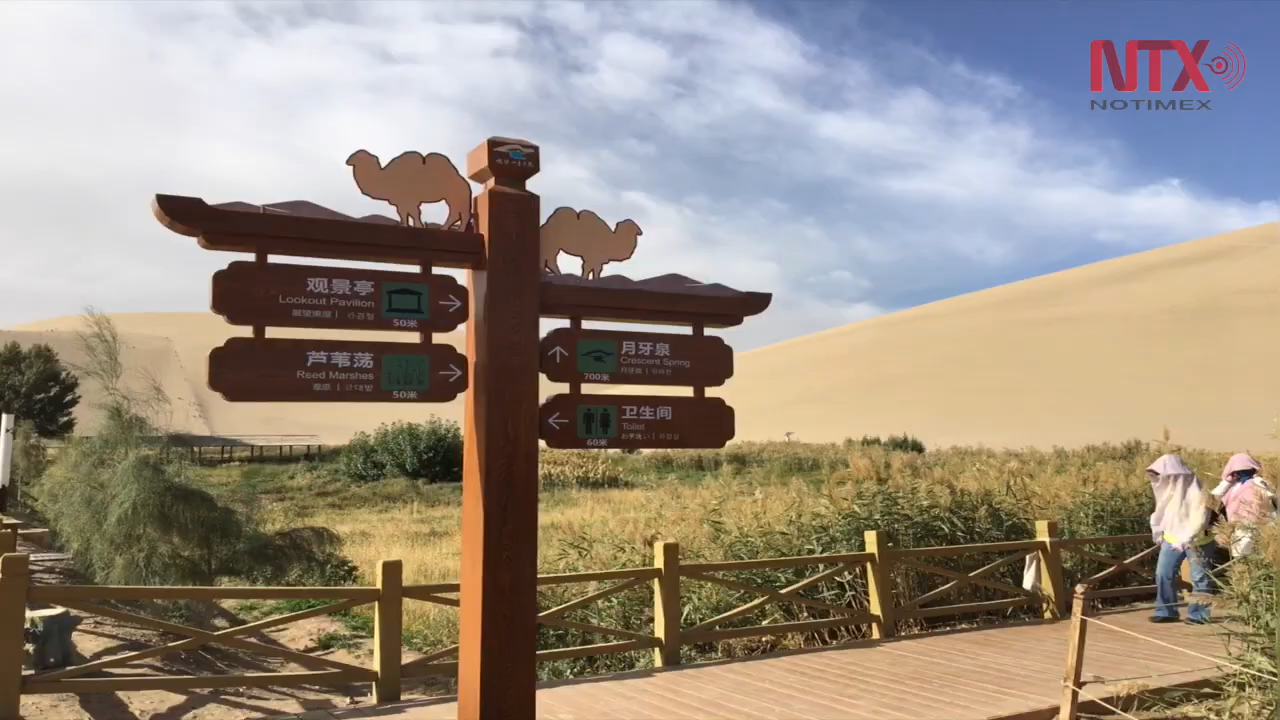 NTX
NOTIMEX
观景亭
Lookout Pavilion
50米
芦苇荡
Reed Marshes
50米
月牙泉
Crescent Spring
700米
卫生间
Toilet
60米